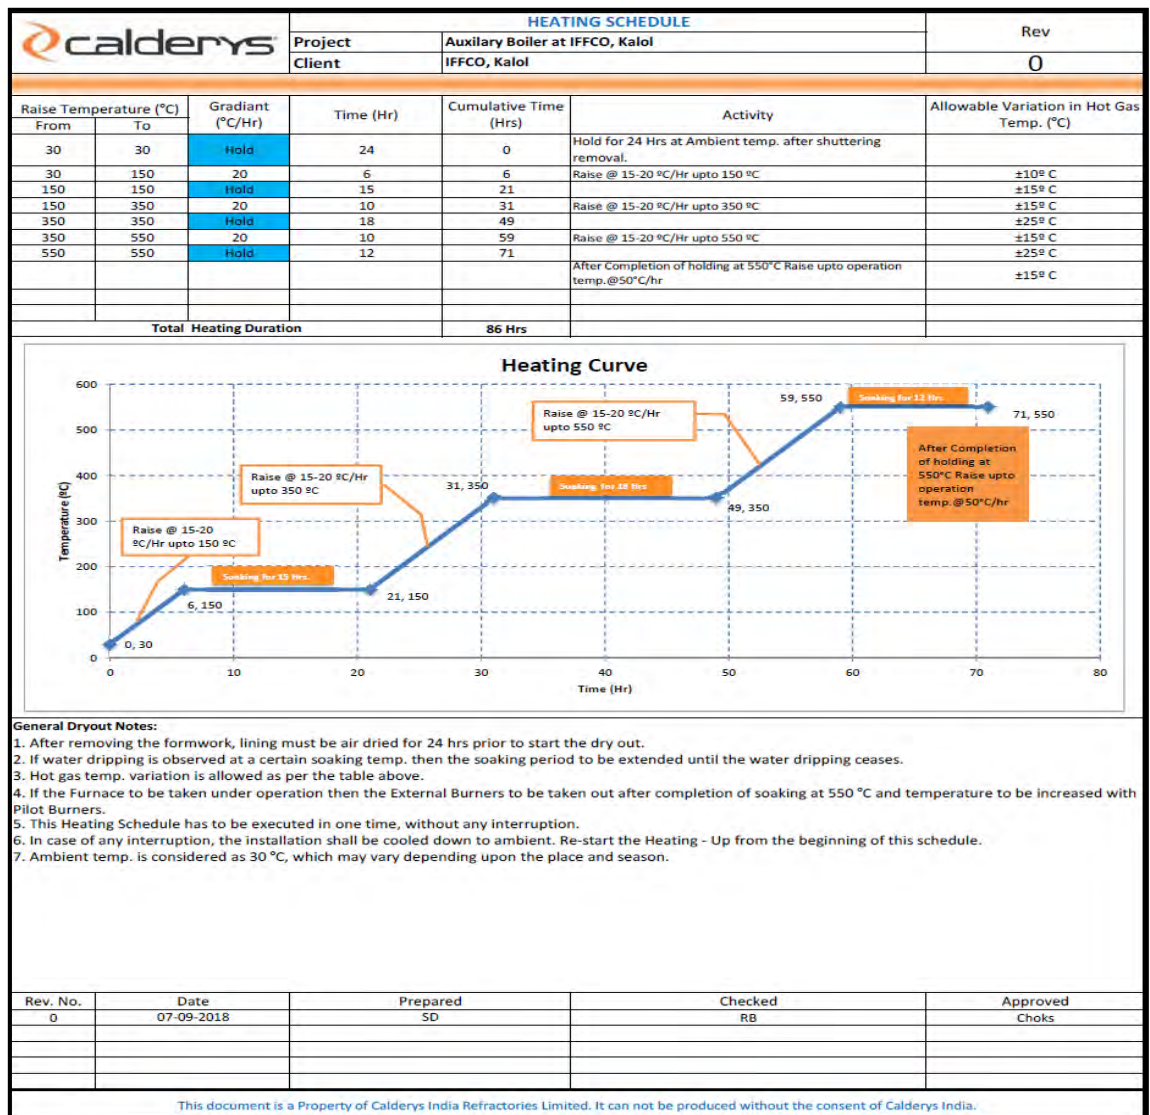 calderys
HEATING SCHEDULE
Rev
Project Auxilary Boiler at IFFCO, Kalol
Client IFFCO, Kalol
0
Raise Temperature (°C) Gradiant (°C/Hr) Time (Hr) Cumulative Time (Hrs) Activity Allowable Variation in Hot Gas Temp. (°C)
From To
30 30 Hold 24 0 Hold for 24 Hrs at Ambient temp. after shuttering removal.
30 150 20 6 6 Raise @ 15-20 ºC/Hr upto 150 ºC ±10º C
150 150 Hold 15 21 ±15º C
150 350 20 10 31 Raise @ 15-20 ºC/Hr upto 350 ºC ±15º C
350 350 Hold 18 49 ±25º C
350 550 20 10 59 Raise @ 15-20 ºC/Hr upto 550 ºC ±15º C
550 550 Hold 12 71 ±25º C
After Completion of holding at 550°C Raise upto operation temp.@50°C/hr ±15º C
Total Heating Duration 86 Hrs
Heating Curve
Temperature (ºC)
600
500
400
300
200
100
0
0 10 20 30 40 50 60 70 80
Time (Hr)
0, 30
6, 150
21, 150
31, 350
49, 350
59, 550
71, 550
Raise @ 15-20
ºC/Hr upto 150 ºC
Soaking for 15 Hrs.
Raise @ 15-20 ºC/Hr
upto 350 ºC
Soaking for 18 Hrs
Raise @ 15-20 ºC/Hr
upto 550 ºC
Soaking for 12 Hrs
After Completion
of holding at
550°C Raise upto
operation
temp.@50°C/hr
General Dryout Notes:
1. After removing the formwork, lining must be air dried for 24 hrs prior to start the dry out.
2. If water dripping is observed at a certain soaking temp. then the soaking period to be extended until the water dripping ceases.
3. Hot gas temp. variation is allowed as per the table above.
4. If the Furnace to be taken under operation then the External Burners to be taken out after completion of soaking at 550 °C and temperature to be increased with
Pilot Burners.
5. This Heating Schedule has to be executed in one time, without any interruption.
6. In case of any interruption, the installation shall be cooled down to ambient. Re-start the Heating - Up from the beginning of this schedule.
7. Ambient temp. is considered as 30 °C, which may vary depending upon the place and season.
Rev. No. Date Prepared Checked Approved
0 07-09-2018 SD RB Choks
This document is a Property of Calderys India Refractories Limited. It can not be produced without the consent of Calderys India.